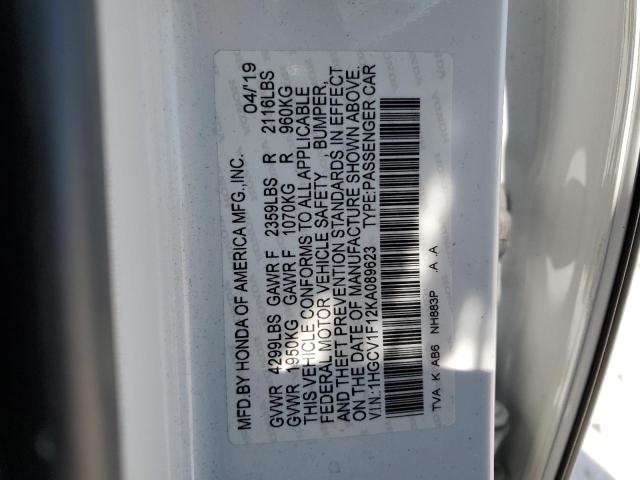 MFD.BY HONDA OF AMERICA MFG.,INC. 04/'19
GVWR 4299LBS GAWR F 2359LBS R 2116LBS
GVWR 1950KG GAWR F 1070KG R 960KG
THIS VEHICLE CONFORMS TO ALL APPLICABLE
FEDERAL MOTOR VEHICLE SAFETY , BUMPER,
AND THEFT PREVENTION STANDARDS IN EFFECT
ON THE DATE OF MANUFACTURE SHOWN ABOVE.
V.I.N.:1HGCV1F12KA089623 TYPE:PASSENGER CAR
TVA K AB6 NH883P .A .A